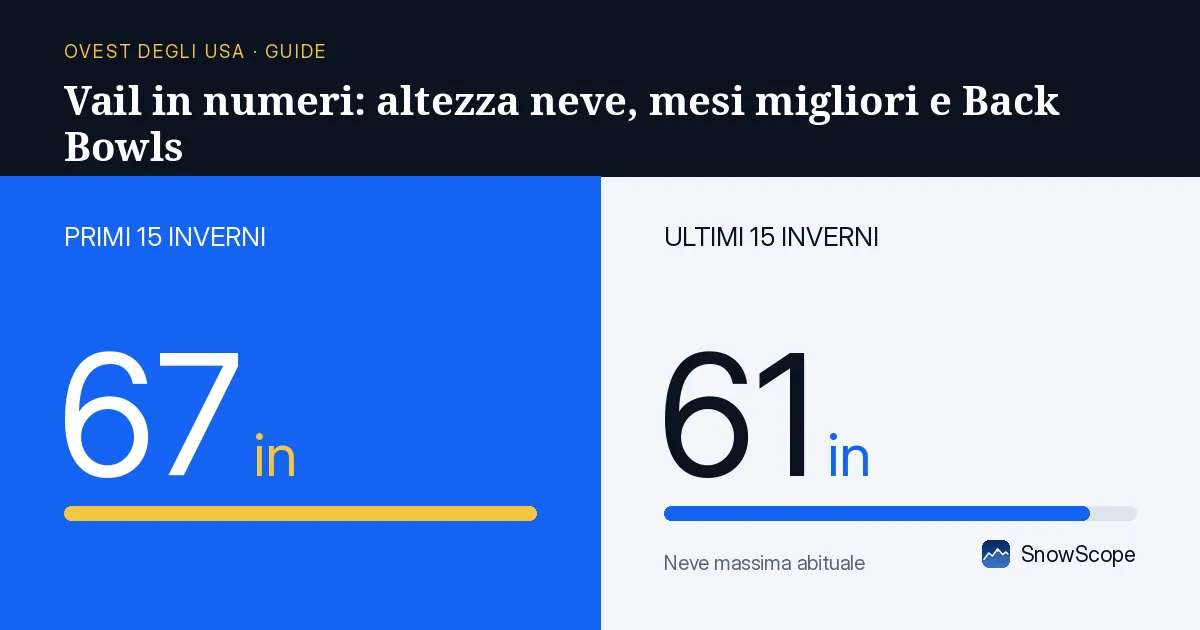 OVEST DEGLI USA · GUIDE
Vail in numeri: altezza neve, mesi migliori e Back
Bowls
PRIMI 15 INVERNI
67 in
ULTIMI 15 INVERNI
61 in
Neve massima abituale
SnowScope